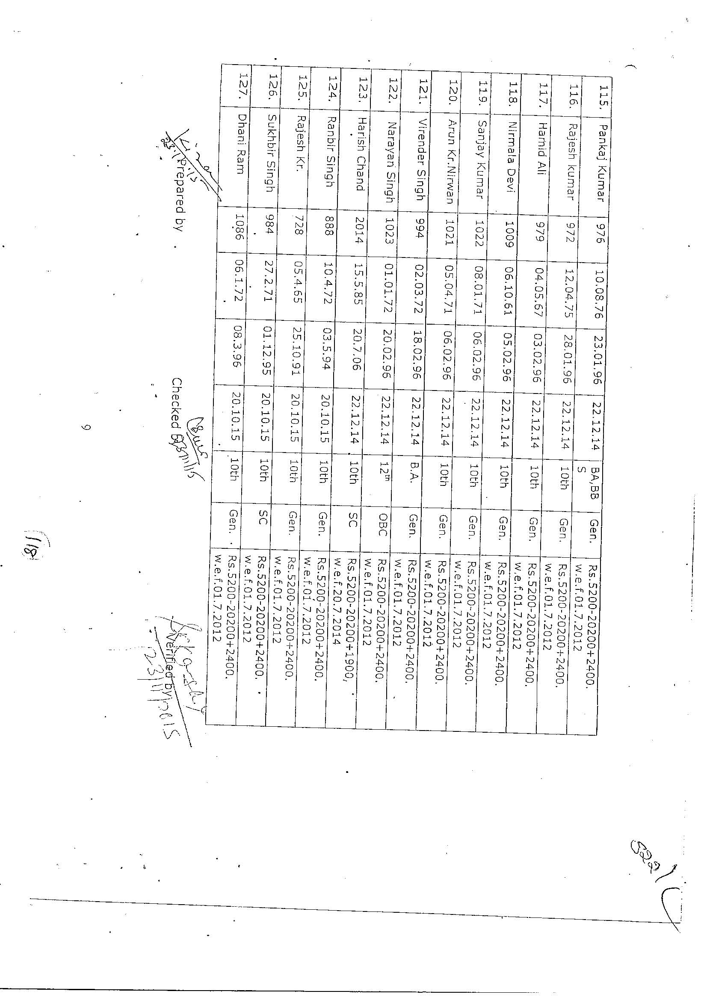 115. Pankaj Kumar 976 10.08.76 23.01.96 22.12.14 BA,BB Gen. Rs.5200-20200+2400.
S w.e.f.01.7.2012
116. Rajesh kumar 972 12.04.75 28.01.96 22.12.14 10th Gen. Rs.5200-20200+2400.
w.e.f.01.7.2012
117. Hamid Ali 979 04.05.67 03.02.96 22.12.14 10th Gen. Rs.5200-20200+2400.
w.e.f.01.7.2012
118. Nirmala Devi 1009 06.10.61 05.02.96 22.12.14 10th Gen. Rs.5200-20200+2400.
w.e.f.01.7.2012
119. Sanjay Kumar 1022 08.01.71 06.02.96 22.12.14 10th Gen. Rs.5200-20200+2400.
w.e.f.01.7.2012
120. Arun Kr.Nirwan 1021 05.04.71 06.02.96 22.12.14 10th Gen. Rs.5200-20200+2400.
w.e.f.01.7.2012
121. Virender Singh 994 02.03.72 18.02.96 22.12.14 B.A. Gen. Rs.5200-20200+2400.
w.e.f.01.7.2012
122. Narayan Singh 1023 01.01.72 20.02.96 22.12.14 12th OBC Rs.5200-20200+2400.
w.e.f.01.7.2012
123. Harish Chand 2014 15.5.85 20.7.06 22.12.14 10th SC Rs.5200-20200+1900,
w.e.f.20.7.2014
124. Ranbir Singh 888 10.4.72 03.5.94 20.10.15 10th Gen. Rs.5200-20200+2400.
w.e.f.01.7.2012
125. Rajesh Kr. 728 05.4.65 25.10.91 20.10.15 10th Gen. Rs.5200-20200+2400.
w.e.f.01.7.2012
126. Sukhbir Singh 984 27.2.71 01.12.95 20.10.15 10th SC Rs.5200-20200+2400.
w.e.f.01.7.2012
127. Dhani Ram 1086 06.1.72 08.3.96 20.10.15 10th Gen. Rs.5200-20200+2400.
w.e.f.01.7.2012
Prepared by Checked by Verified by
23/11/15 23/11/2015
9
118